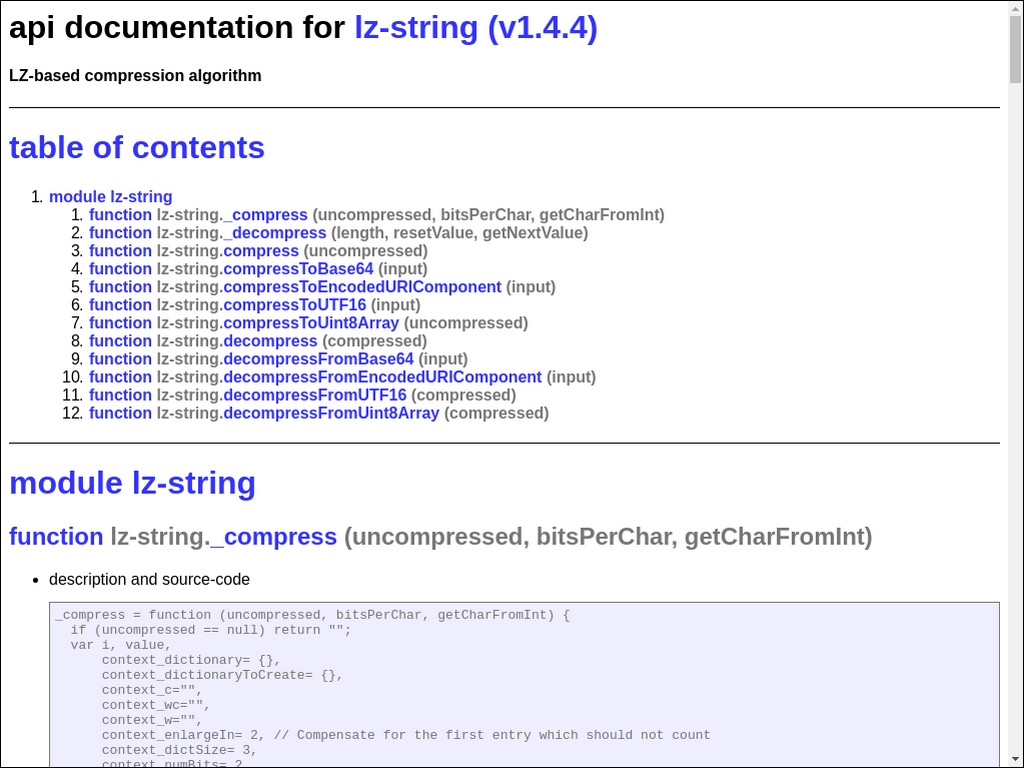 api documentation for lz-string (v1.4.4)
LZ-based compression algorithm
table of contents
1. module lz-string
1. function lz-string._compress (uncompressed, bitsPerChar, getCharFromInt)
2. function lz-string._decompress (length, resetValue, getNextValue)
3. function lz-string.compress (uncompressed)
4. function lz-string.compressToBase64 (input)
5. function lz-string.compressToEncodedURIComponent (input)
6. function lz-string.compressToUTF16 (input)
7. function lz-string.compressToUint8Array (uncompressed)
8. function lz-string.decompress (compressed)
9. function lz-string.decompressFromBase64 (input)
10. function lz-string.decompressFromEncodedURIComponent (input)
11. function lz-string.decompressFromUTF16 (compressed)
12. function lz-string.decompressFromUint8Array (compressed)
module lz-string
function lz-string._compress (uncompressed, bitsPerChar, getCharFromInt)
• description and source-code
_compress = function (uncompressed, bitsPerChar, getCharFromInt) {
if (uncompressed == null) return "";
var i, value,
context_dictionary= {},
context_dictionaryToCreate= {},
context_c="",
context_wc="",
context_w="",
context_enlargeIn= 2, // Compensate for the first entry which should not count
context_dictSize= 3,
context_numBits= 2,